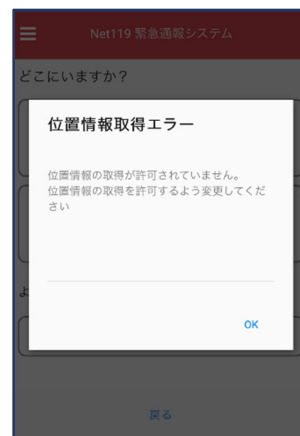 Net119 緊急通報システム
どこにいますか？
位置情報取得エラー
位置情報の取得が許可されていません。
位置情報の取得を許可するよう変更してくだ
さい
よ
OK
戻る